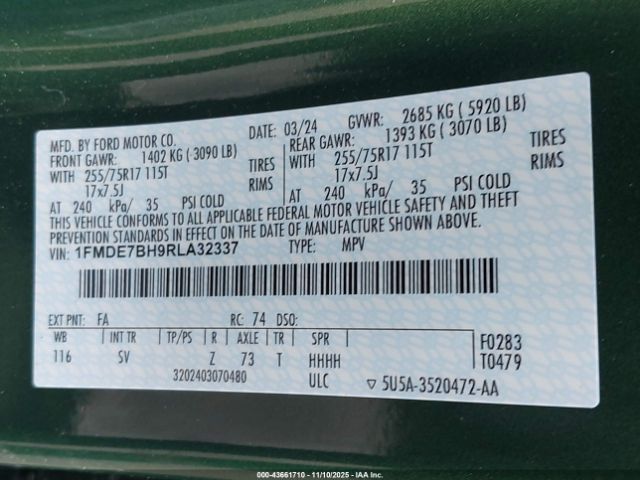 MFD. BY FORD MOTOR CO. DATE: 03/24 GVWR: 2685 KG ( 5920 LB)
FRONT GAWR: 1402 KG ( 3090 LB) REAR GAWR: 1393 KG ( 3070 LB)
WITH 255/75R17 115T TIRES WITH 255/75R17 115T TIRES
17x7.5J RIMS 17x7.5J RIMS
AT 240 kPa/ 35 PSI COLD AT 240 kPa/ 35 PSI COLD
THIS VEHICLE CONFORMS TO ALL APPLICABLE FEDERAL MOTOR VEHICLE SAFETY AND THEFT
PREVENTION STANDARDS IN EFFECT ON THE DATE OF MANUFACTURE SHOWN ABOVE.
VIN: 1FMDE7BH9RLA32337 TYPE: MPV
EXT PNT: FA RC: 74 DSO:
WB INT TR TP/PS R AXLE TR SPR F0283
116 SV Z 73 T HHHH T0479
3202403070480 ULC ▽ 5U5A-3520472-AA
000-43661710 - 11/10/2025 - IAAI.com